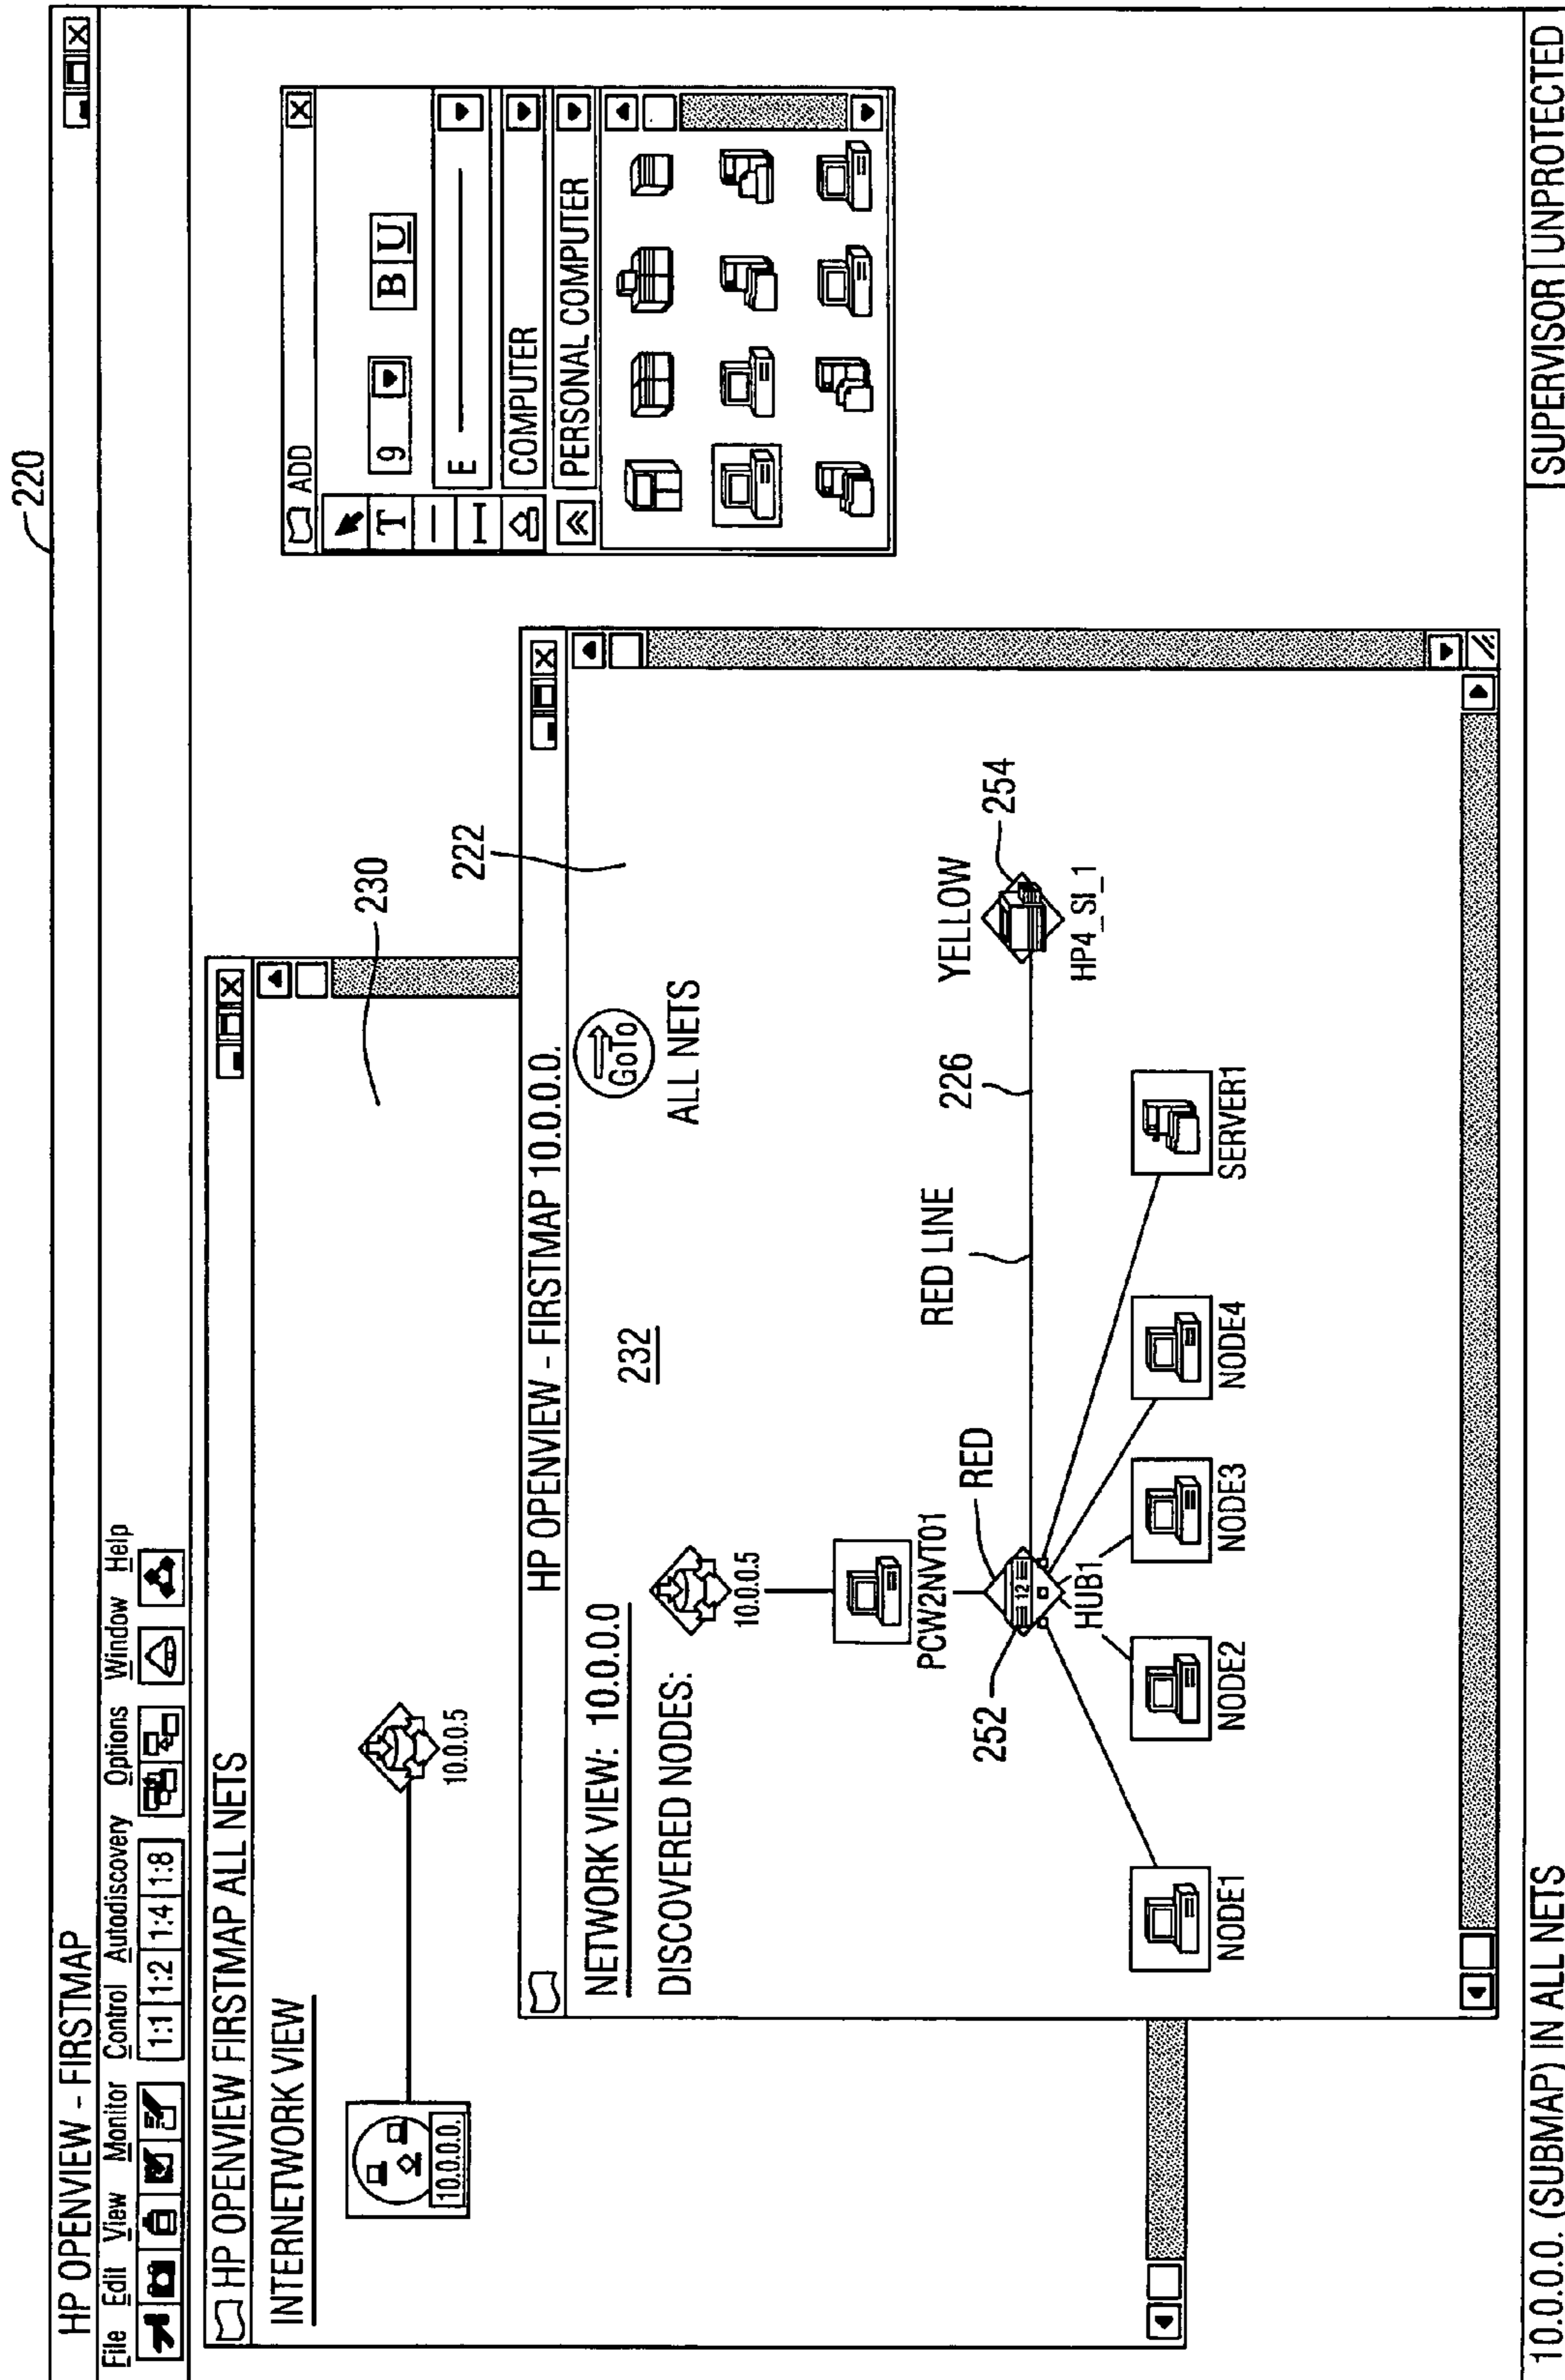 220
HP OPENVIEW - FIRSTMAP
File Edit View Monitor Control Autodiscovery Options Window Help
1:1 1:2 1:4 1:8
HP OPENVIEW FIRSTMAP ALL NETS
INTERNETWORK VIEW
10.0.0.0.
10.0.0.5
230
ADD
T
9
B U
E
COMPUTER
PERSONAL COMPUTER
222
HP OPENVIEW - FIRSTMAP 10.0.0.0.
NETWORK VIEW: 10.0.0.0
232
GoTo
ALL NETS
DISCOVERED NODES:
10.0.0.5
PCW2NVT01
RED
252
12
HUB1
RED LINE
226
YELLOW
254
HP4_SI_1
NODE1
NODE2
NODE3
NODE4
SERVER1
10.0.0.0. (SUBMAP) IN ALL NETS
SUPERVISOR UNPROTECTED